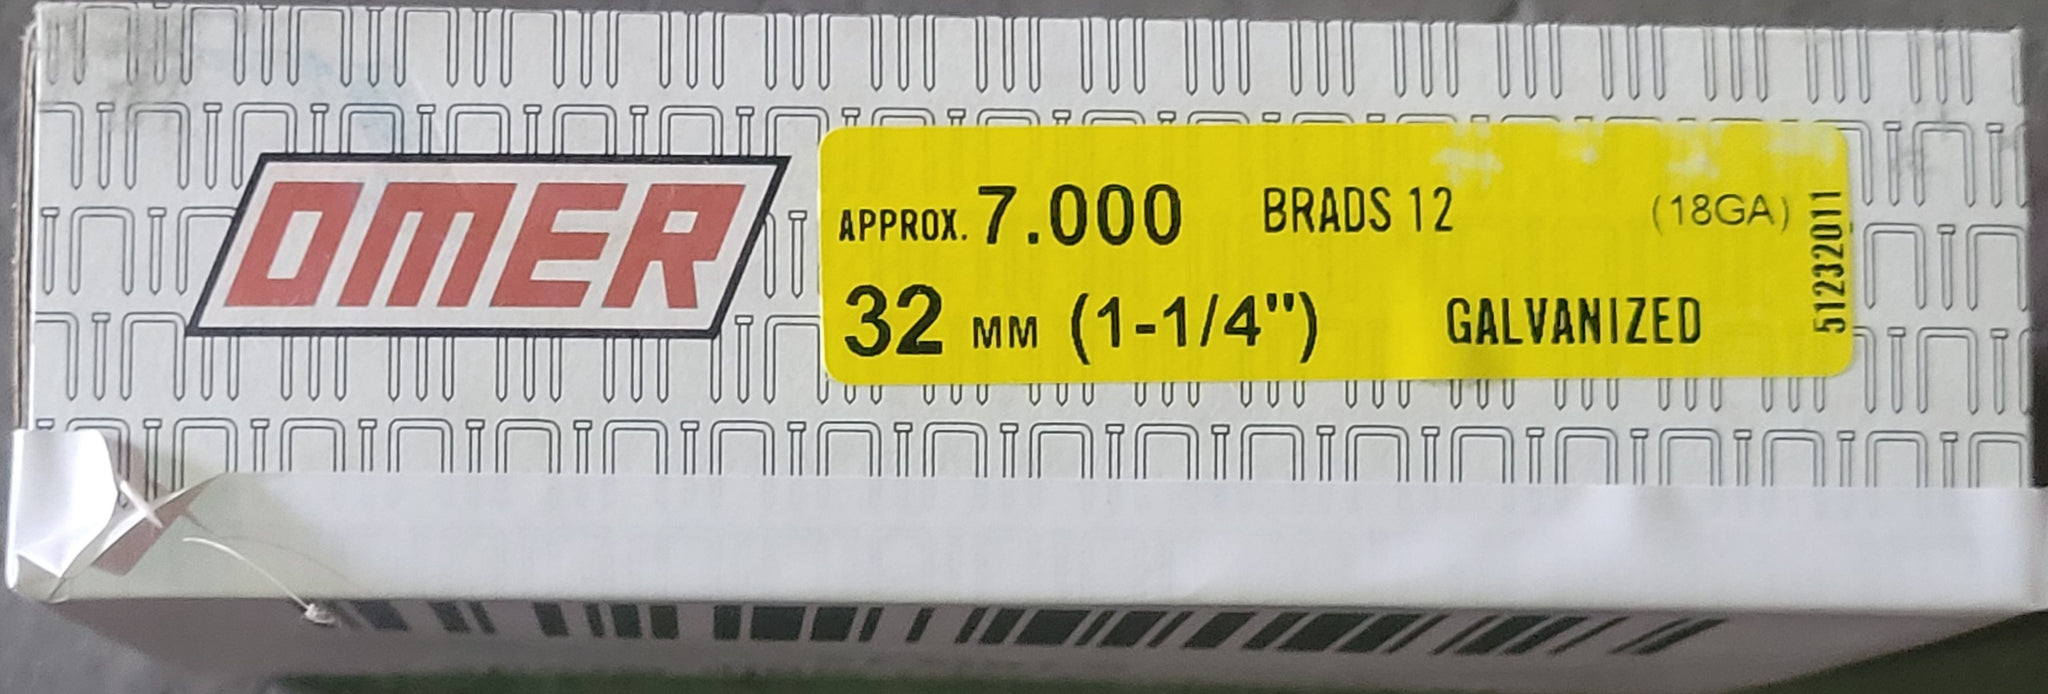 OMER
APPROX. 7.000 BRADS 12 (18GA)
32 MM (1-1/4") GALVANIZED
51232011